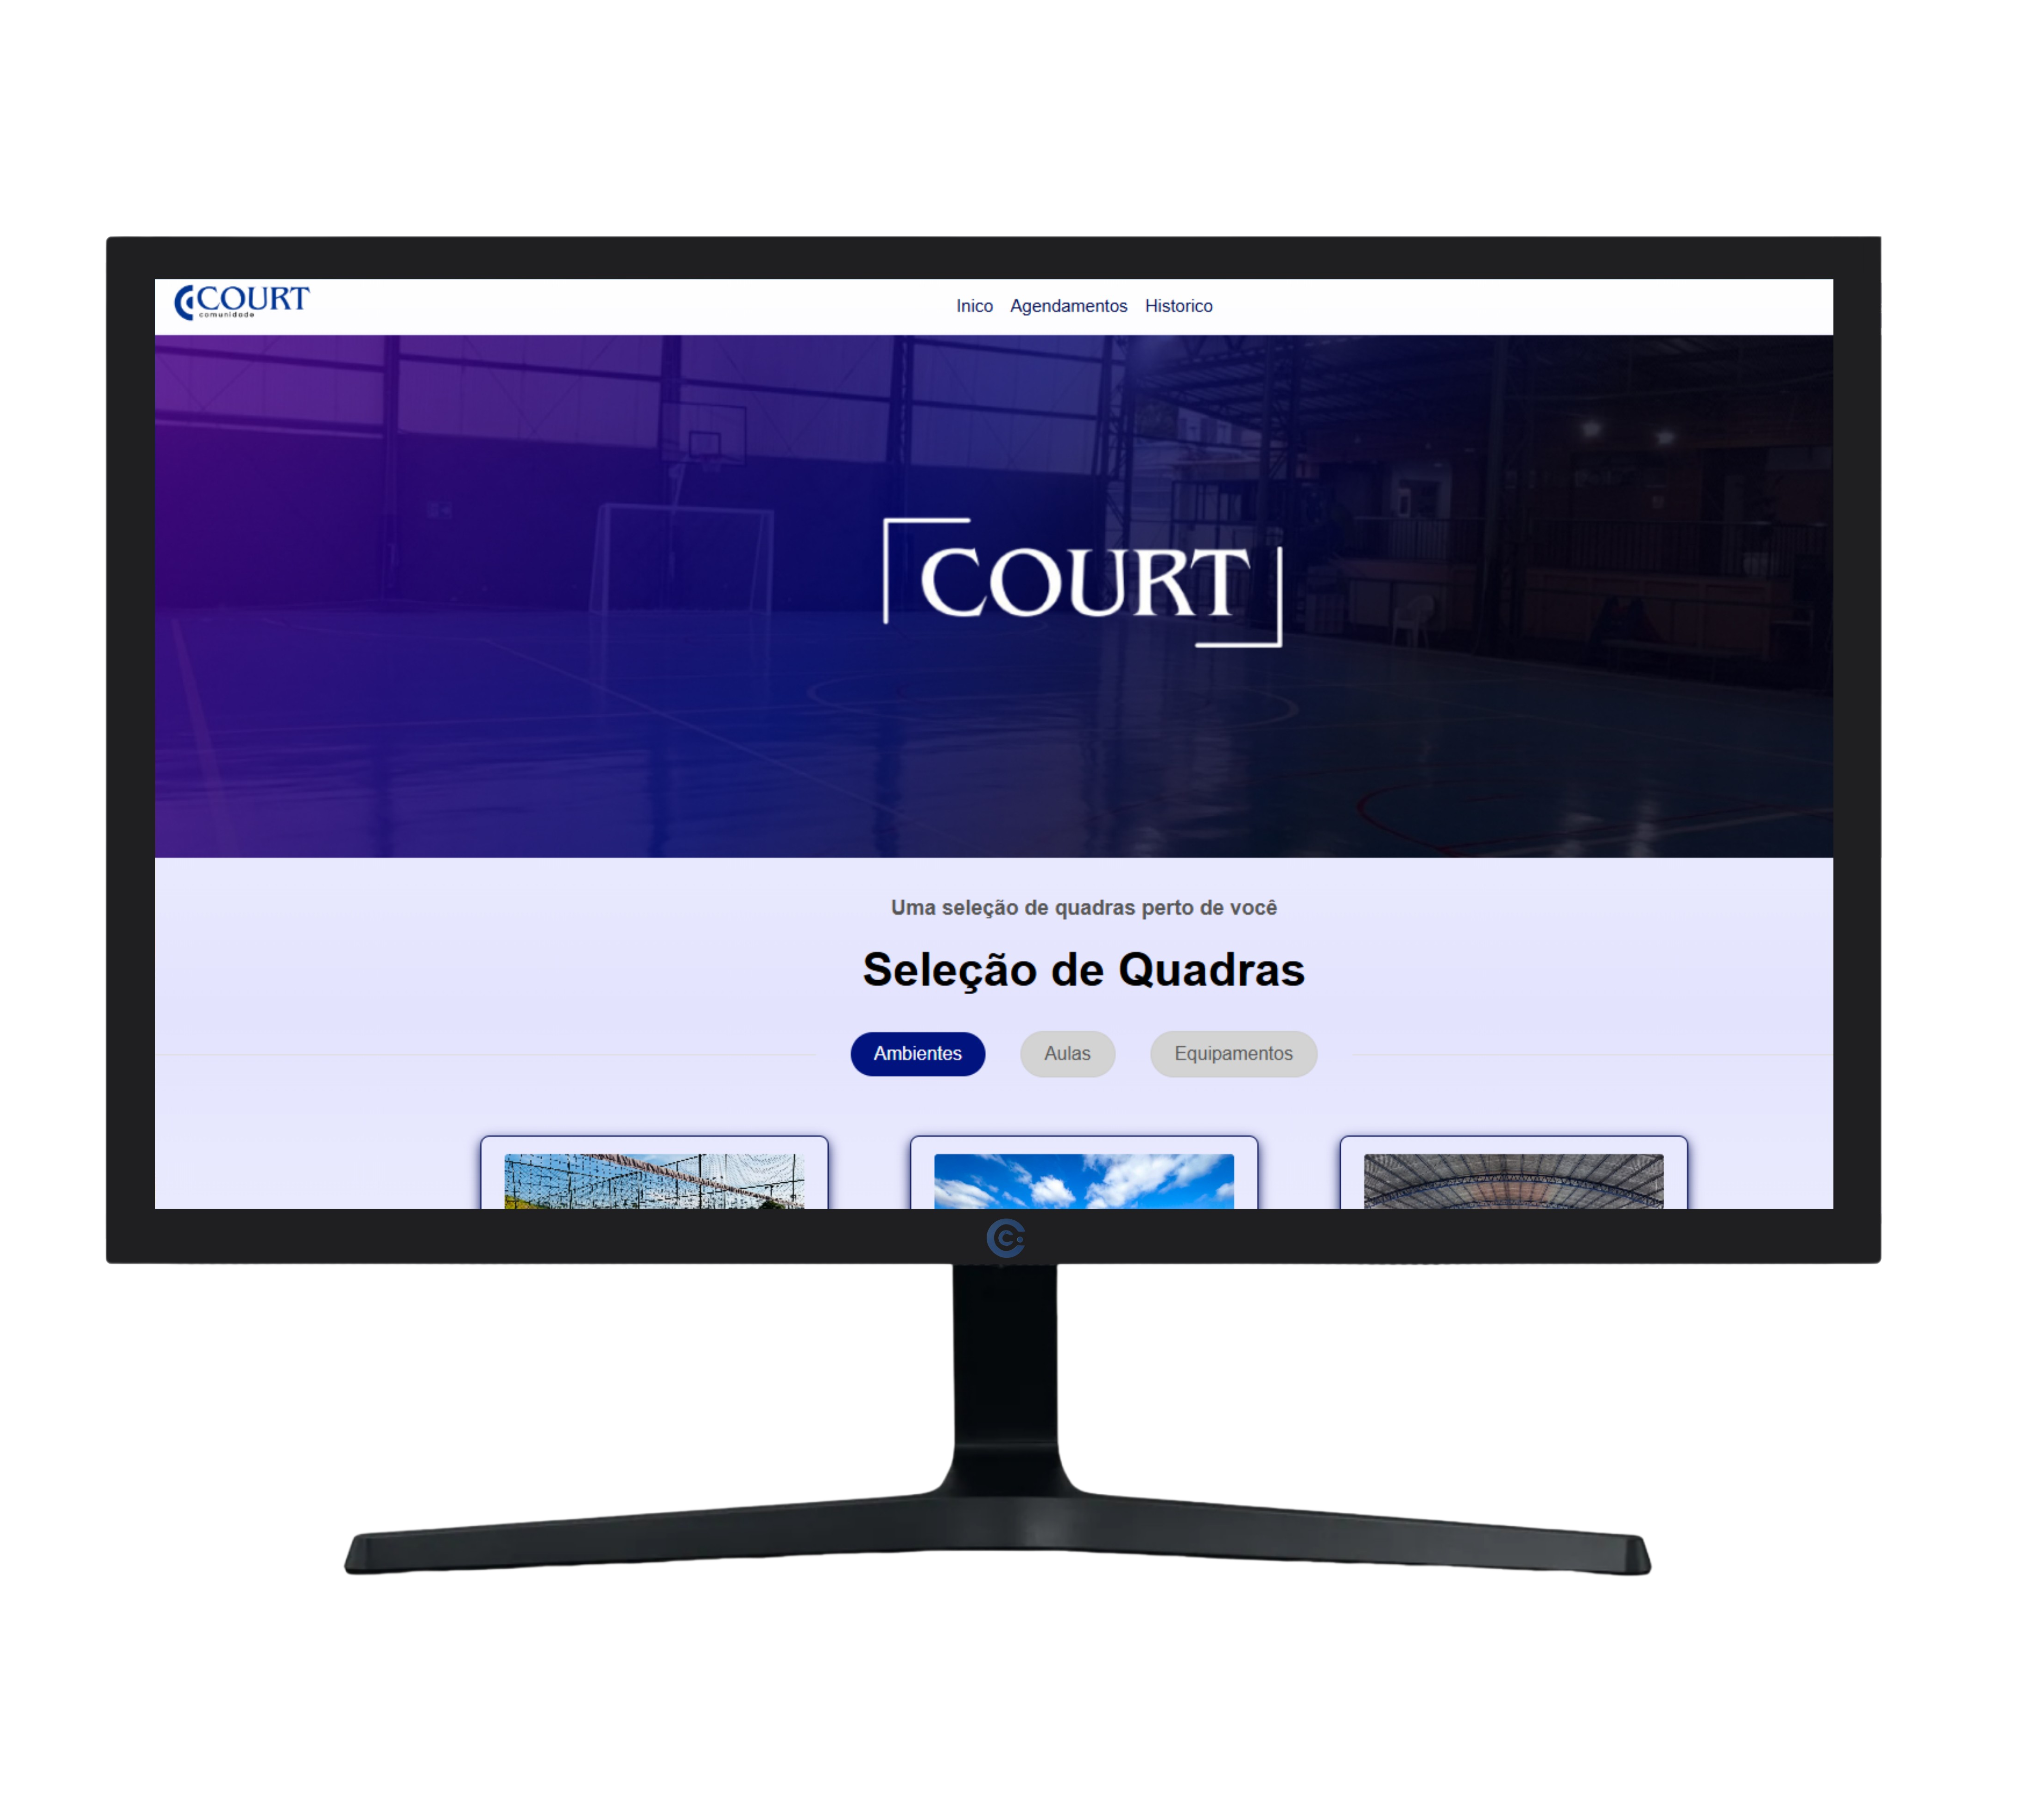 COURT
comunidade
Inico Agendamentos Historico
COURT
Uma seleção de quadras perto de você
Seleção de Quadras
Ambientes Aulas Equipamentos